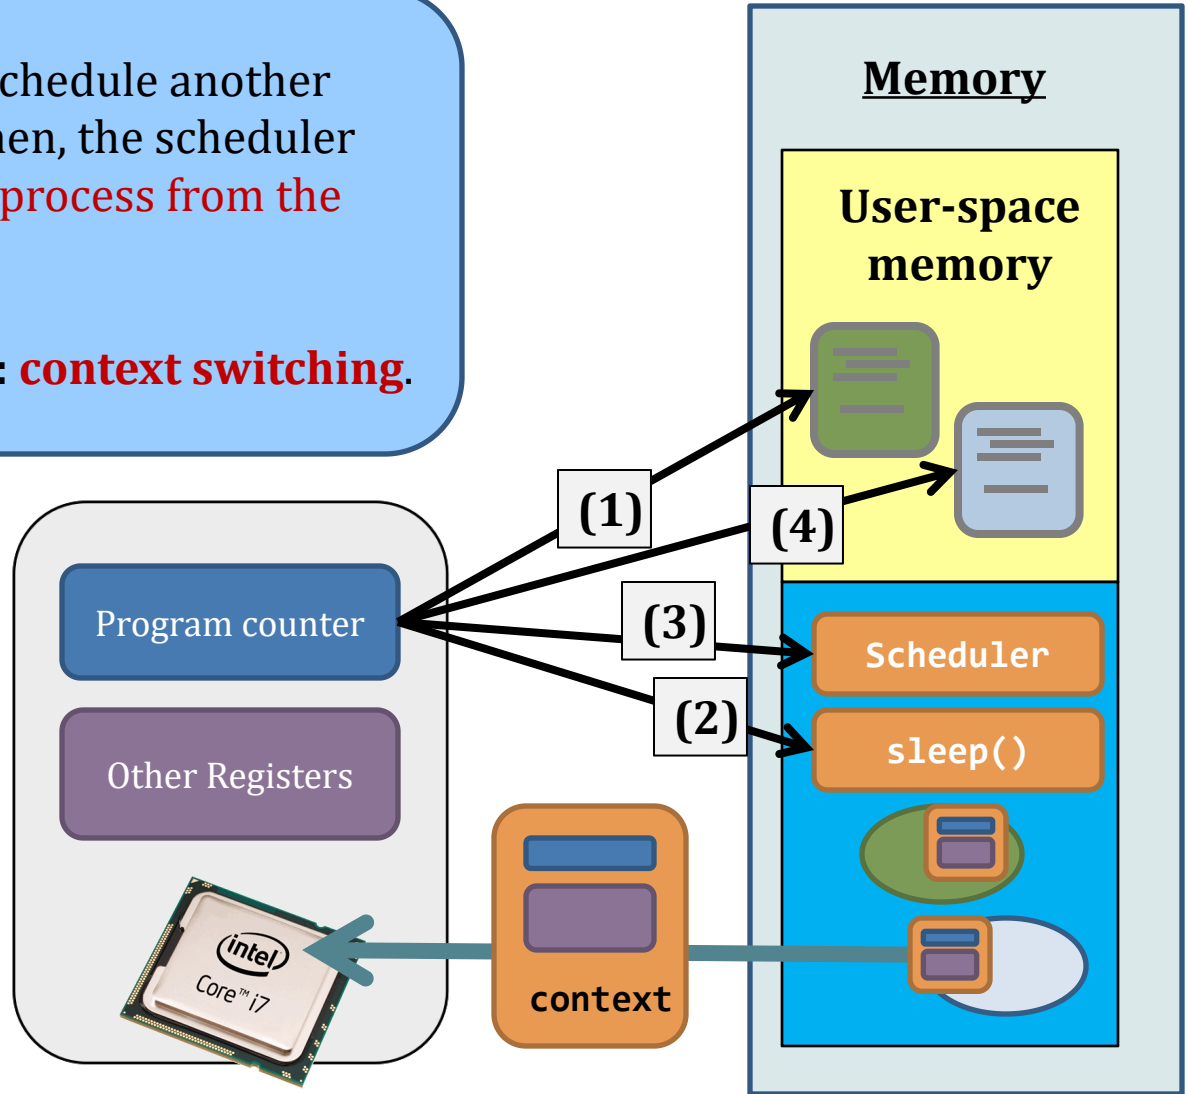 chedule another
en, the scheduler
process from the
: context switching.
Memory
User-space
memory
(1)
(4)
(3)
(2)
Program counter
Other Registers
Scheduler
sleep()
context
intel
Core™ i7